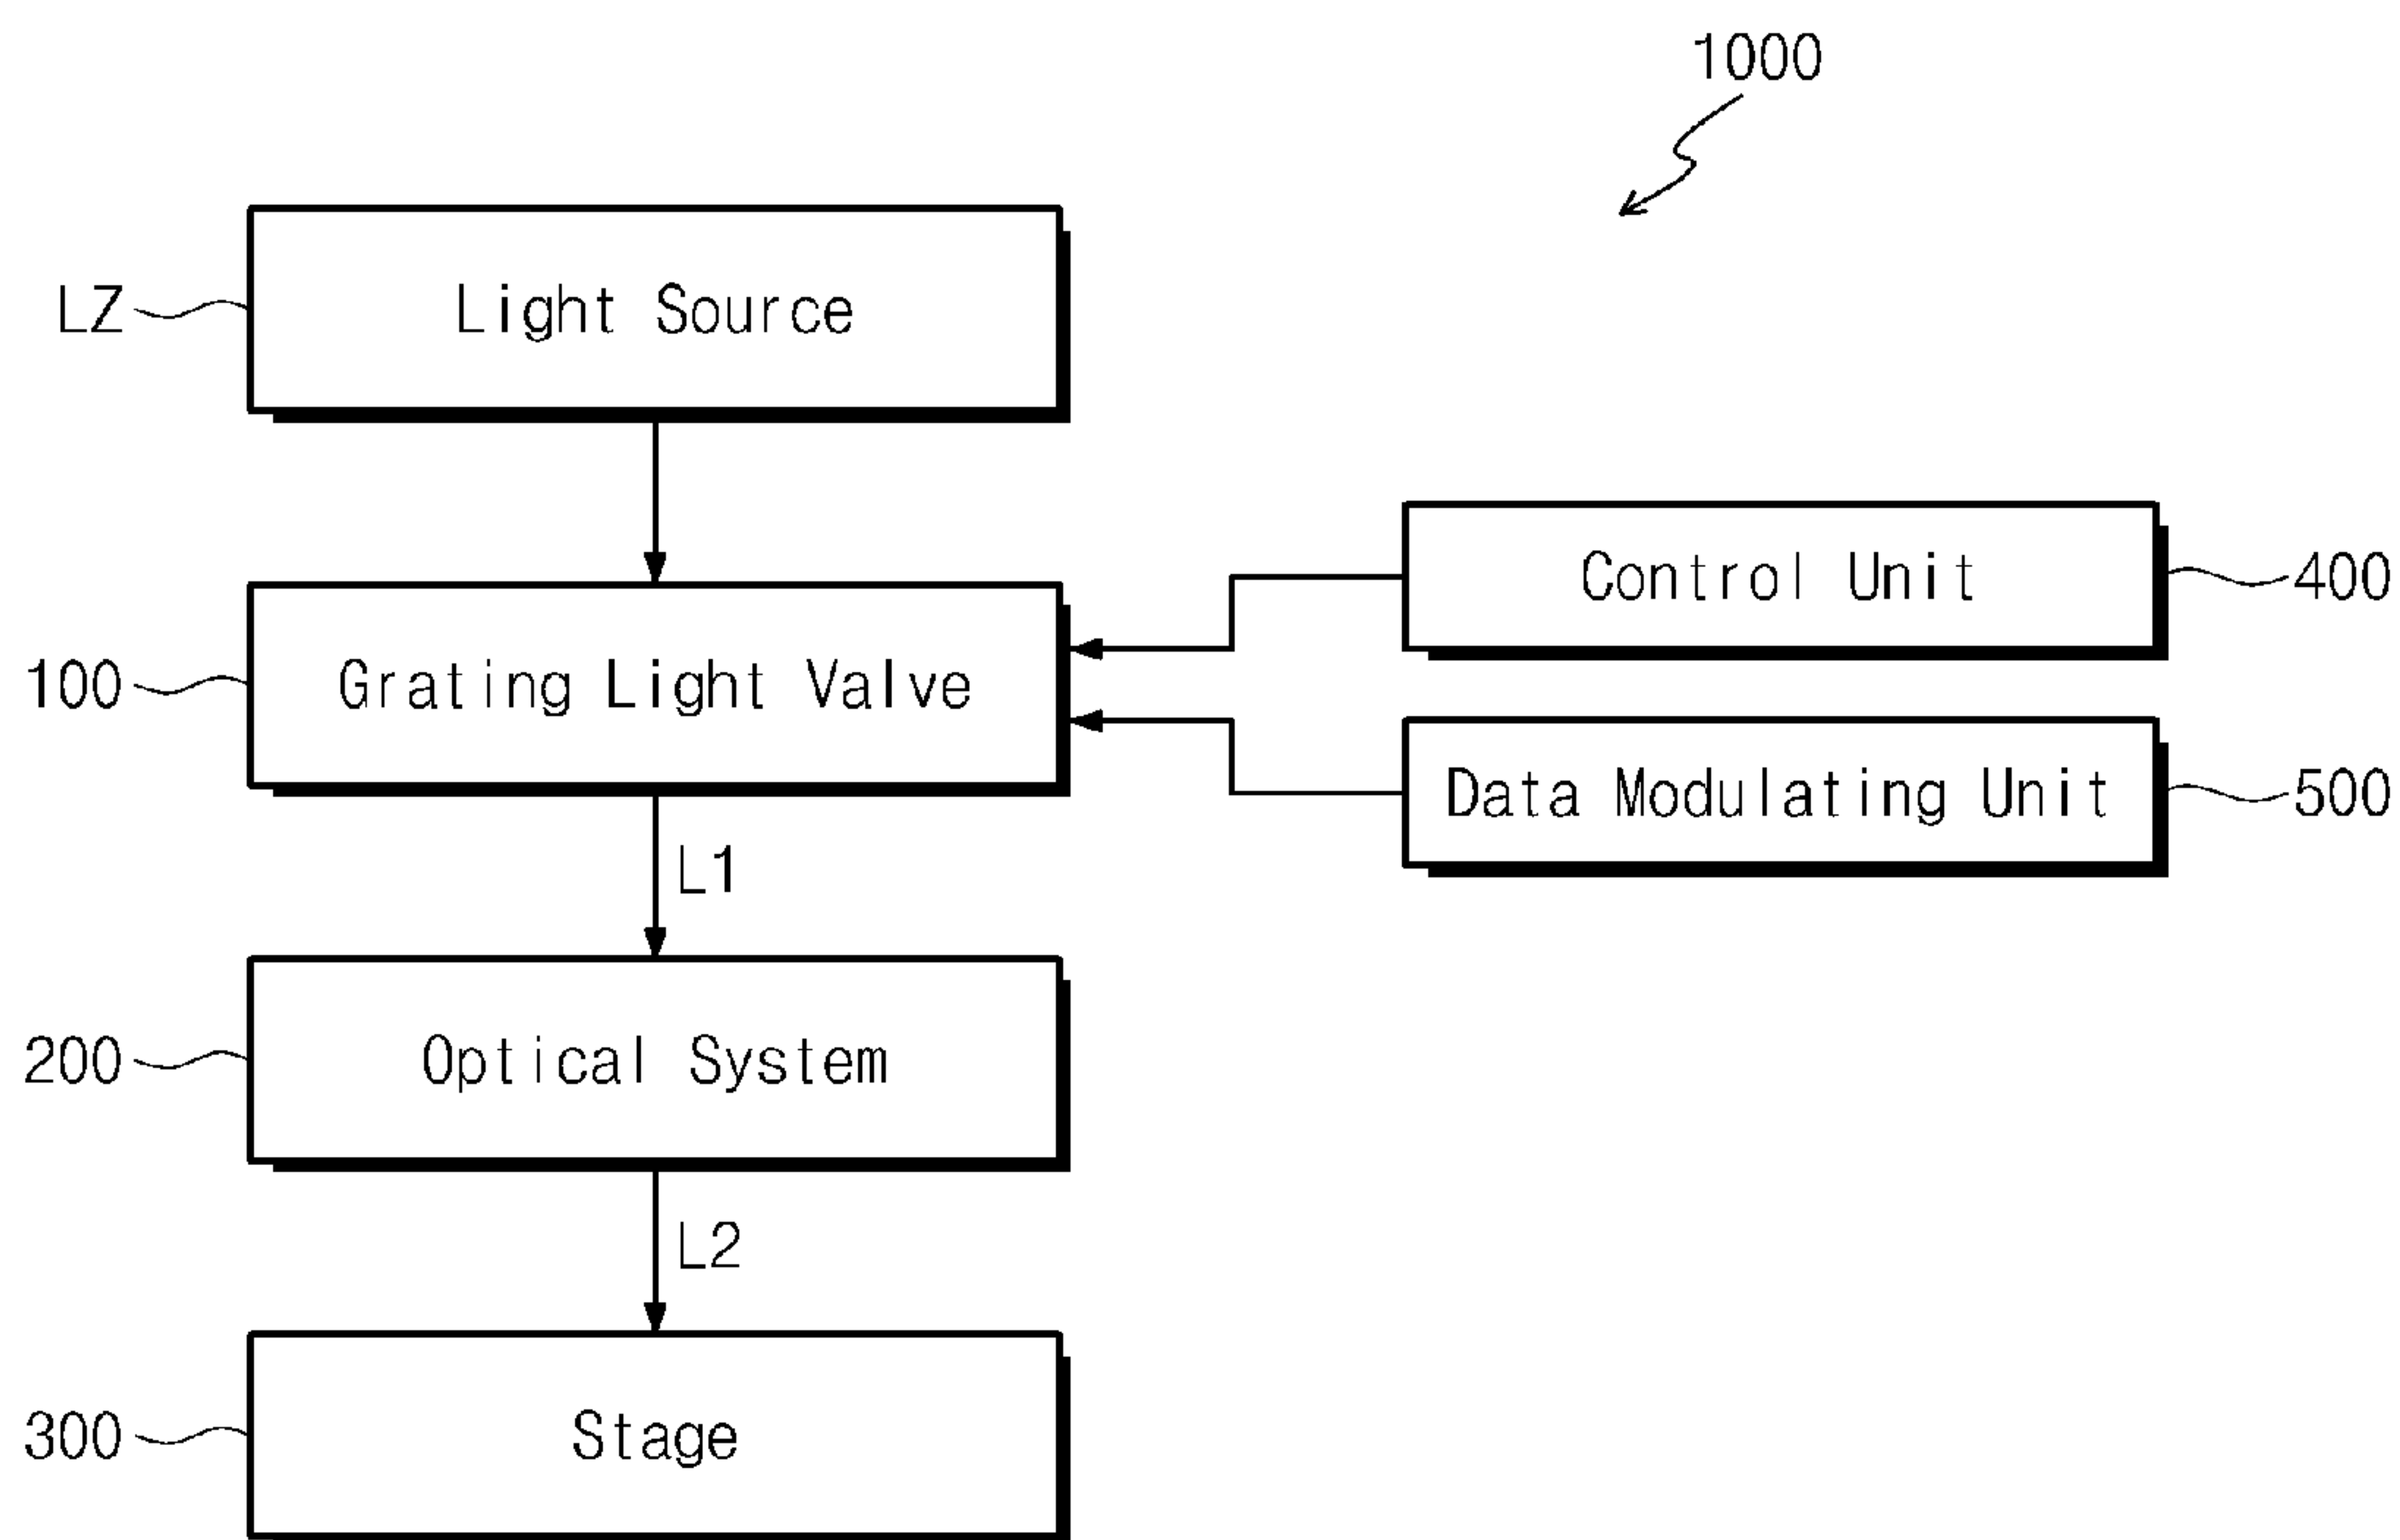 1000
LZ
Light Source
Control Unit
400
100
Grating Light Valve
Data Modulating Unit
500
L1
200
Optical System
L2
300
Stage